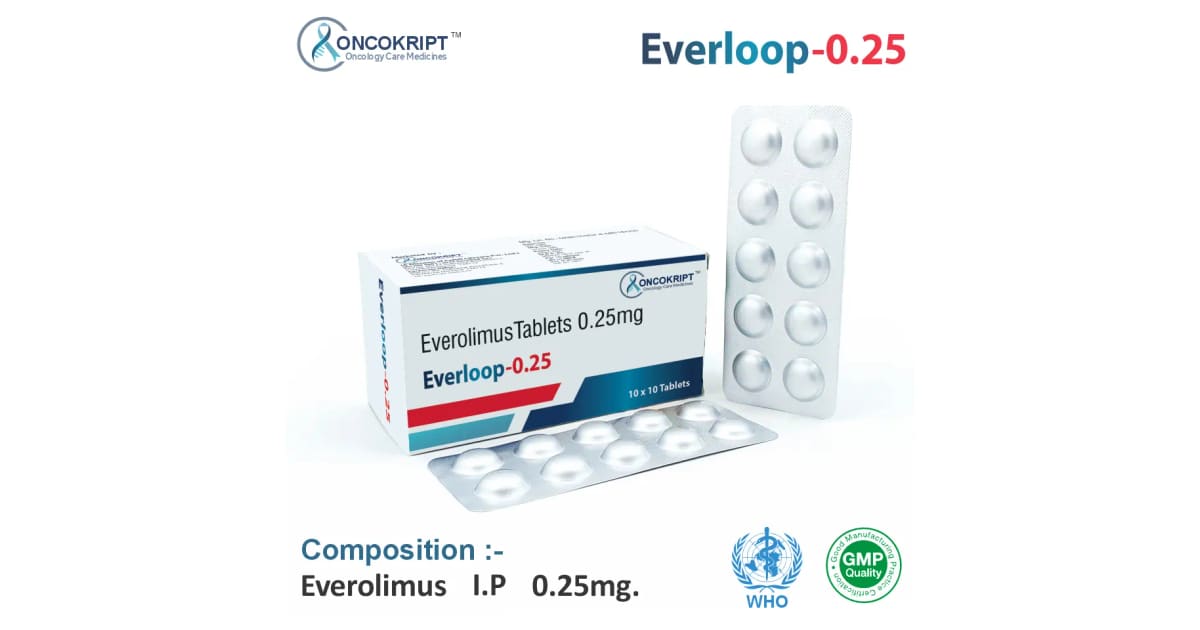 ONCOKRIPT™
Oncology Care Medicines
Everloop-0.25
ONCOKRIPT
ONCOKRIPT™
Oncology Care Medicines
Everolimus Tablets 0.25mg
Everloop-0.25
10 x 10 Tablets
Everloop-0.25
Composition :-
Everolimus I.P 0.25mg.
WHO
Good Manufacturing
GMP
Quality
Practice Certification